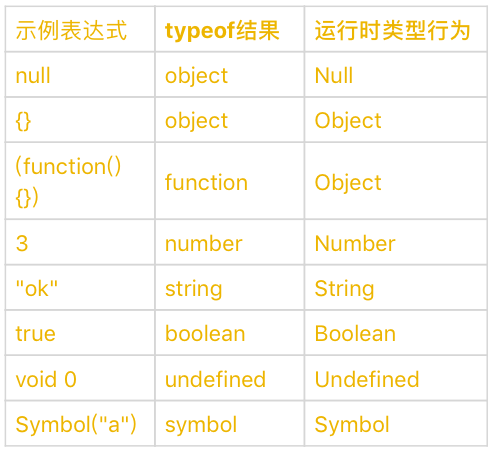 示例表达式 typeof结果 运行时类型行为
null object Null
{} object Object
(function()
{}) function Object
3 number Number
"ok" string String
true boolean Boolean
void 0 undefined Undefined
Symbol("a") symbol Symbol